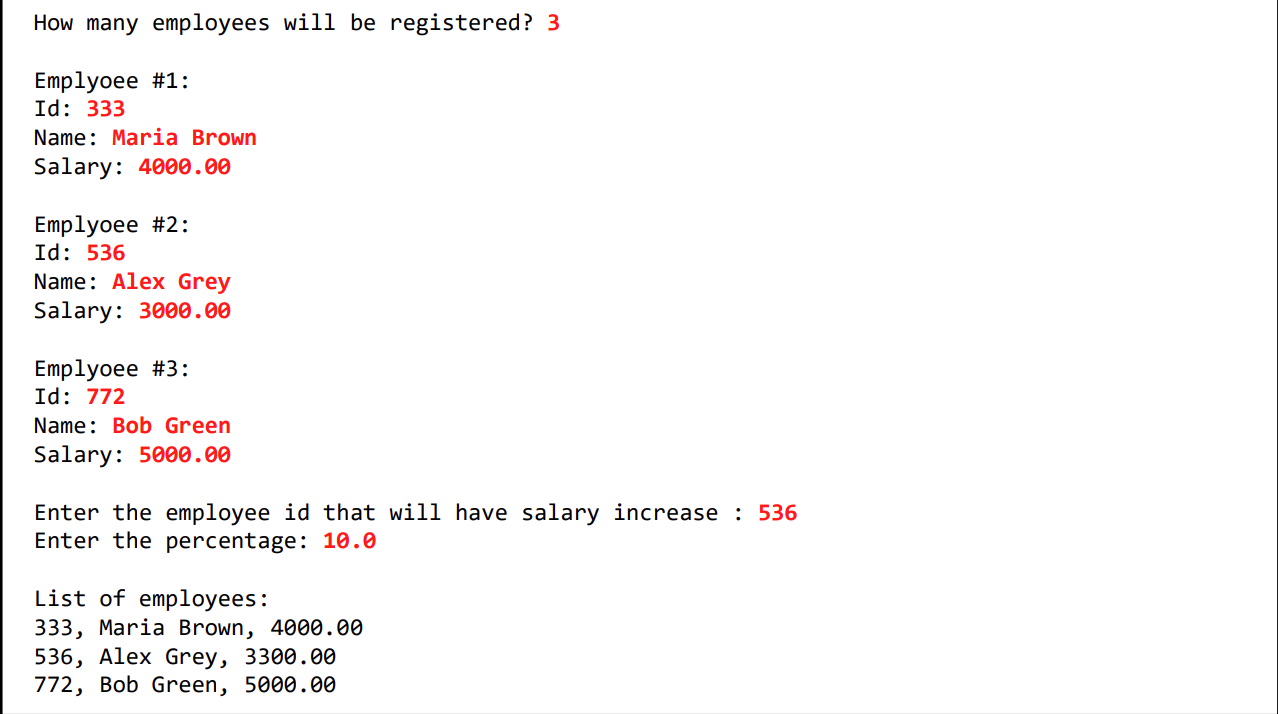 How many employees will be registered? 3
Emplyoee #1:
Id: 333
Name: Maria Brown
Salary: 4000.00
Emplyoee #2:
Id: 536
Name: Alex Grey
Salary: 3000.00
Emplyoee #3:
Id: 772
Name: Bob Green
Salary: 5000.00
Enter the employee id that will have salary increase : 536
Enter the percentage: 10.0
List of employees:
333, Maria Brown, 4000.00
536, Alex Grey, 3300.00
772, Bob Green, 5000.00